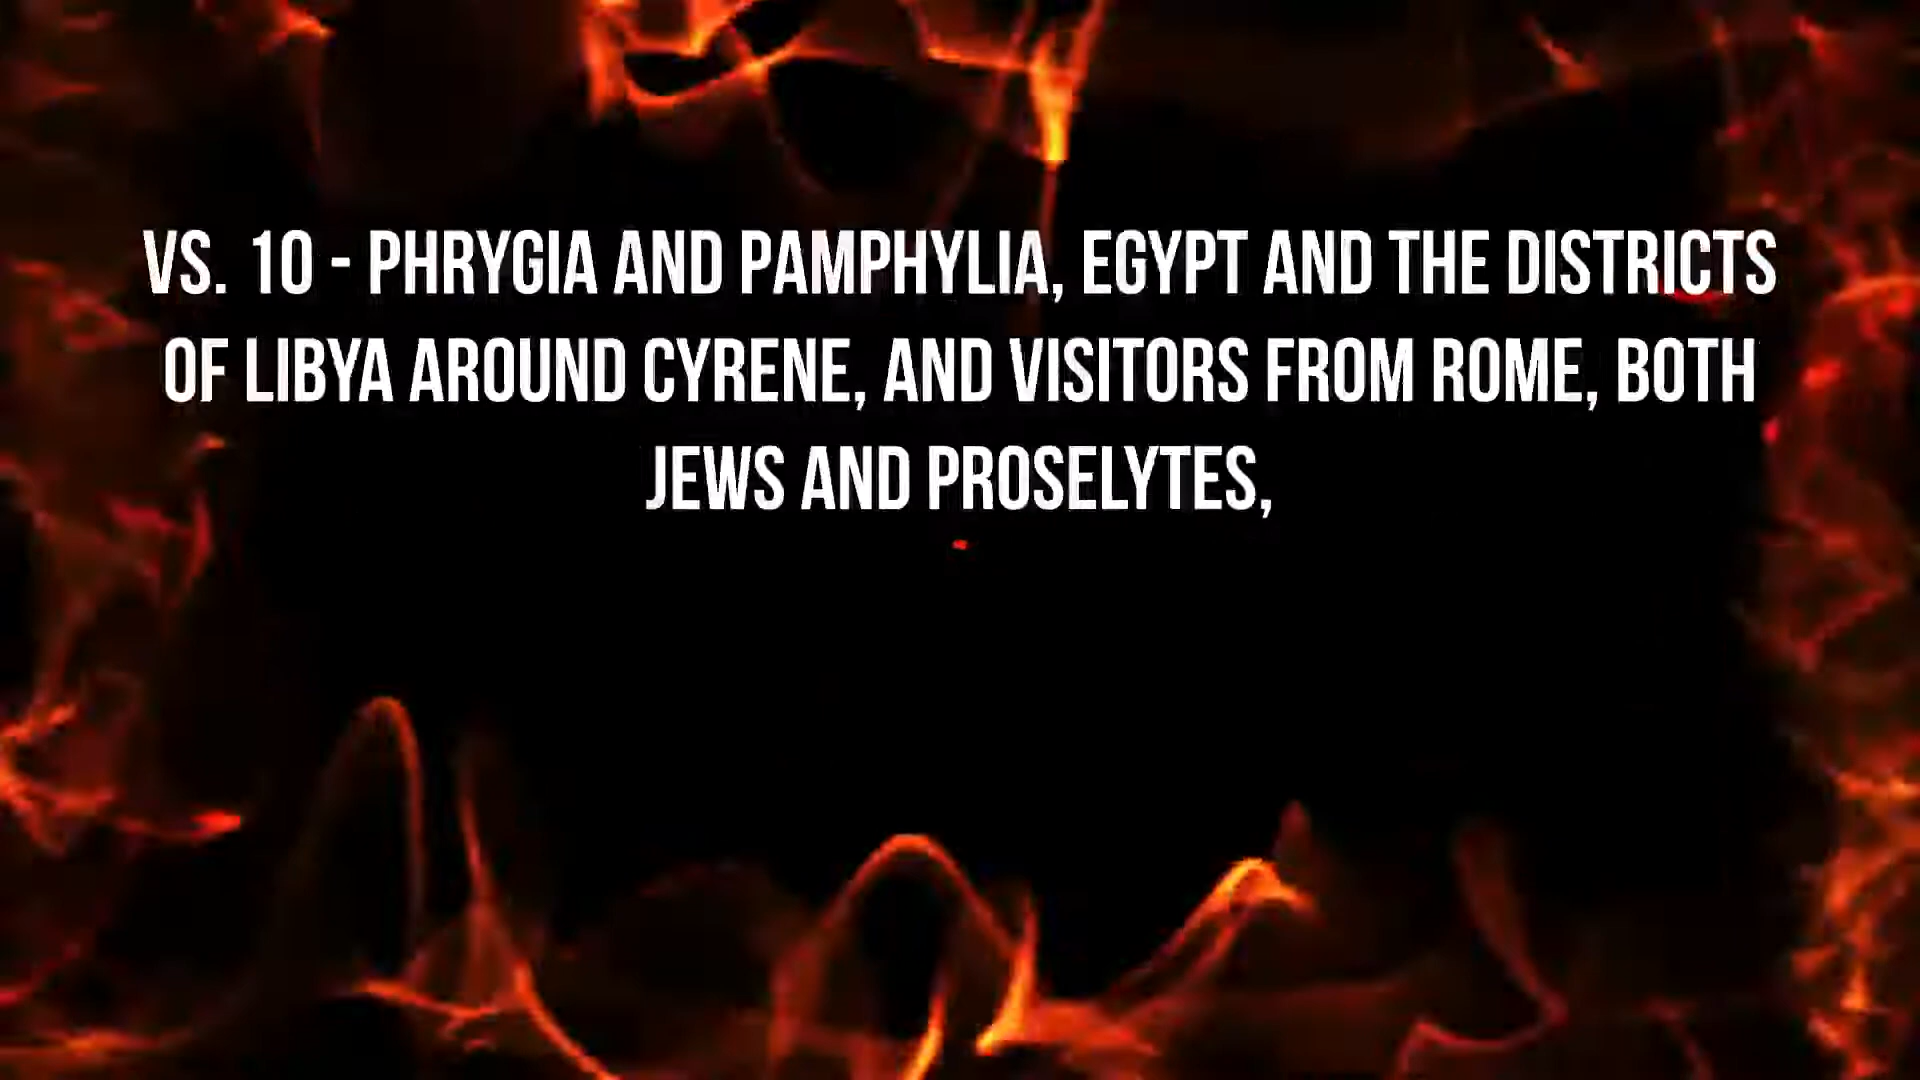 VS. 10 - PHRYGIA AND PAMPHYLIA, EGYPT AND THE DISTRICTS
OF LIBYA AROUND CYRENE, AND VISITORS FROM ROME, BOTH
JEWS AND PROSELYTES,